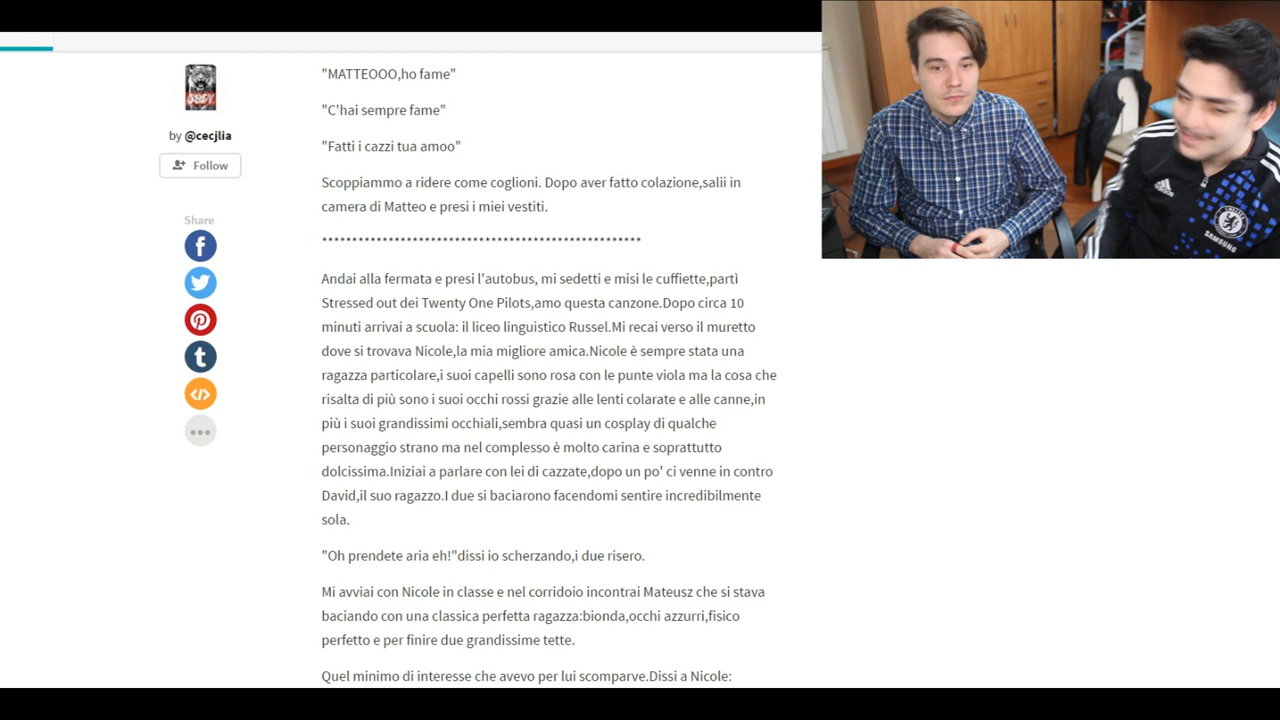 "MATTEOOO,ho fame"
"C'hai sempre fame"
"Fatti i cazzi tua amoo"
Scoppiammo a ridere come coglioni. Dopo aver fatto colazione,salii in
camera di Matteo e presi i miei vestiti.
*****************************************************
Andai alla fermata e presi l'autobus, mi sedetti e misi le cuffiette,partì
Stressed out dei Twenty One Pilots,amo questa canzone.Dopo circa 10
minuti arrivai a scuola: il liceo linguistico Russel.Mi recai verso il muretto
dove si trovava Nicole,la mia migliore amica.Nicole è sempre stata una
ragazza particolare,i suoi capelli sono rosa con le punte viola ma la cosa che
risalta di più sono i suoi occhi rossi grazie alle lenti colarate e alle canne,in
più i suoi grandissimi occhiali,sembra quasi un cosplay di qualche
personaggio strano ma nel complesso è molto carina e soprattutto
dolcissima.Iniziai a parlare con lei di cazzate,dopo un po' ci venne in contro
David,il suo ragazzo.I due si baciarono facendomi sentire incredibilmente
sola.
"Oh prendete aria eh!"dissi io scherzando,i due risero.
Mi avviai con Nicole in classe e nel corridoio incontrai Mateusz che si stava
baciando con una classica perfetta ragazza:bionda,occhi azzurri,fisico
perfetto e per finire due grandissime tette.
Quel minimo di interesse che avevo per lui scomparve.Dissi a Nicole:
OBEY
by @cecjlia
Follow
Share
adidas
CHELSEA
SAMSUNG